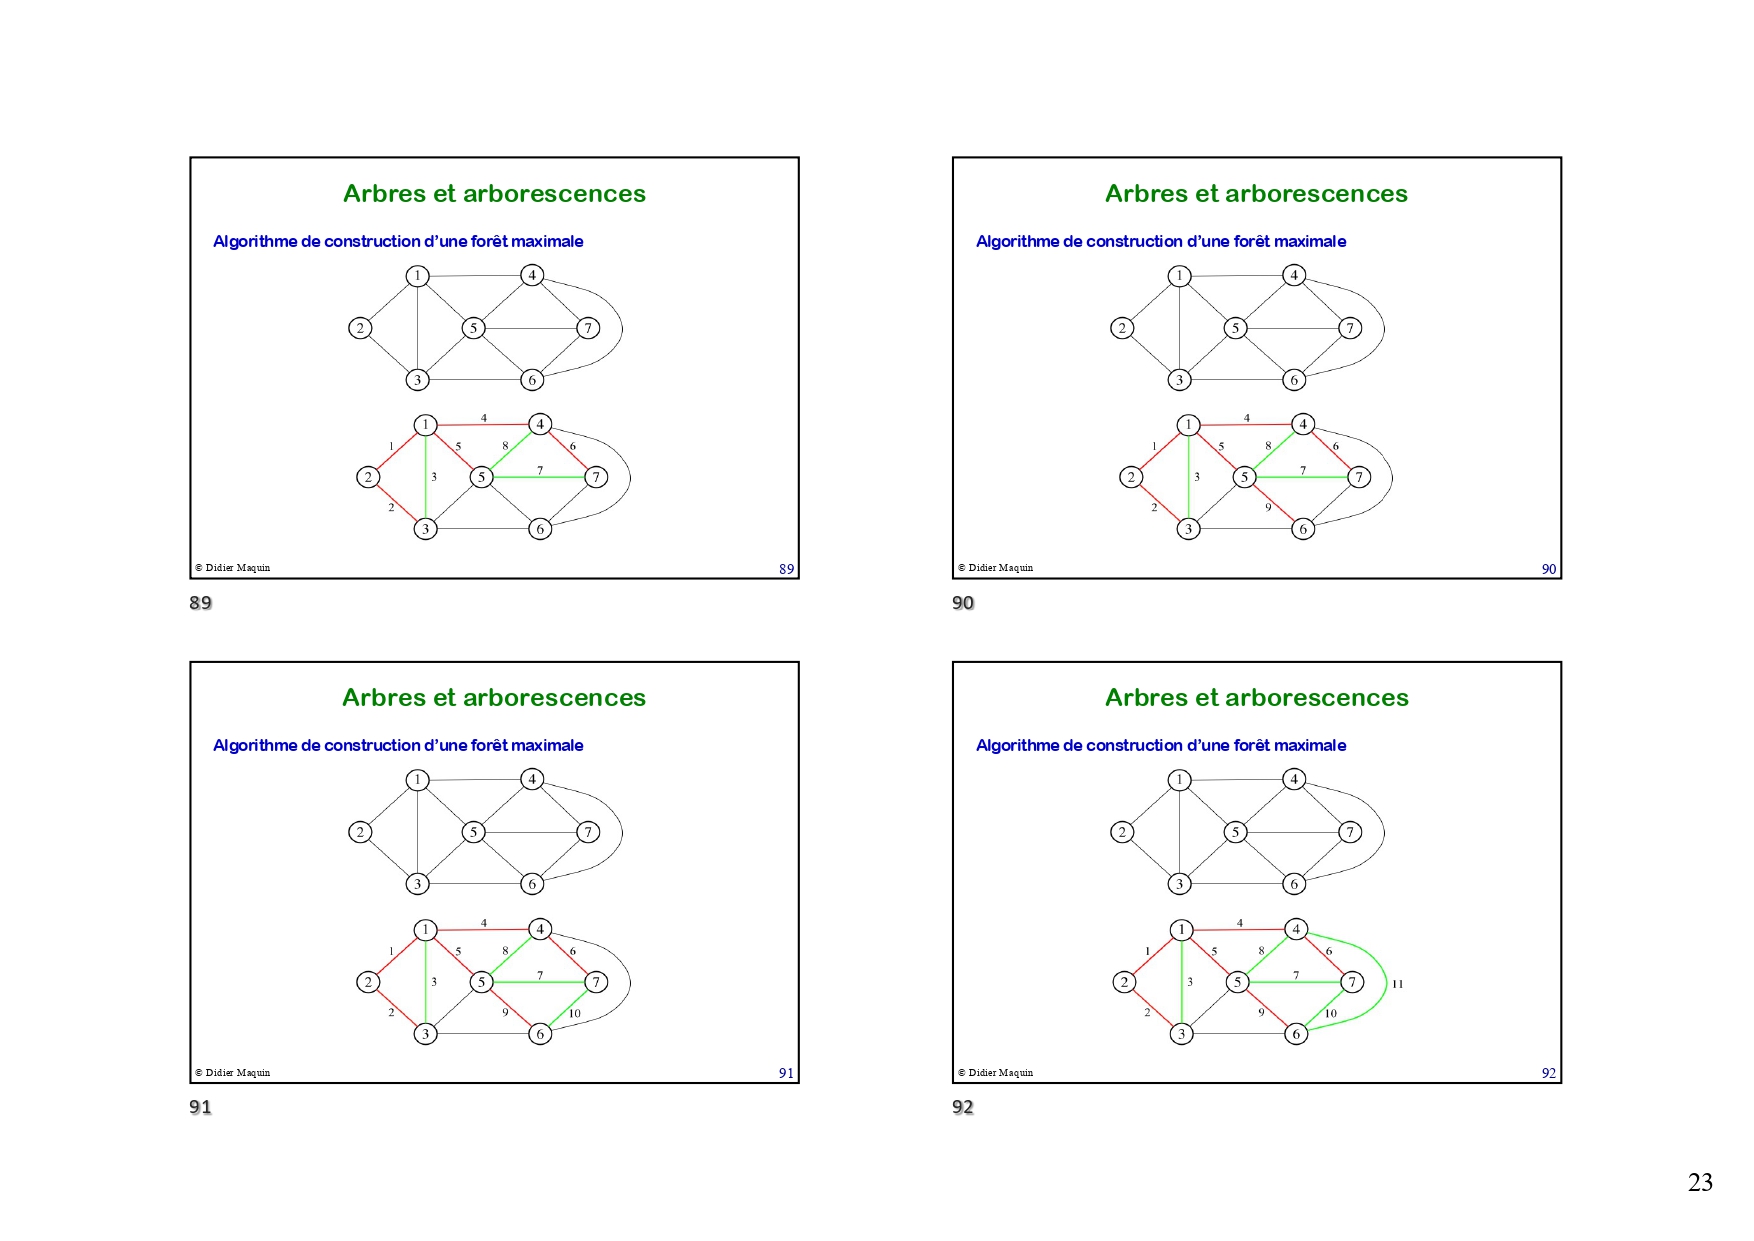 Arbres et arborescences
Algorithme de construction d'une forêt maximale
1 4
2 5 7
3 6
4
1 4
1 5 8 6
2 3 5 7 7
2
3 6
© Didier Maquin 89
89
Arbres et arborescences
Algorithme de construction d'une forêt maximale
1 4
2 5 7
3 6
4
1 4
1 5 8 6
2 3 5 7 7
2 9
3 6
© Didier Maquin 90
90
Arbres et arborescences
Algorithme de construction d'une forêt maximale
1 4
2 5 7
3 6
4
1 4
1 5 8 6
2 3 5 7 7
2 9 10
3 6
© Didier Maquin 91
91
Arbres et arborescences
Algorithme de construction d'une forêt maximale
1 4
2 5 7
3 6
4
1 4
1 5 8 6
2 3 5 7 7 11
2 9 10
3 6
© Didier Maquin 92
92
23